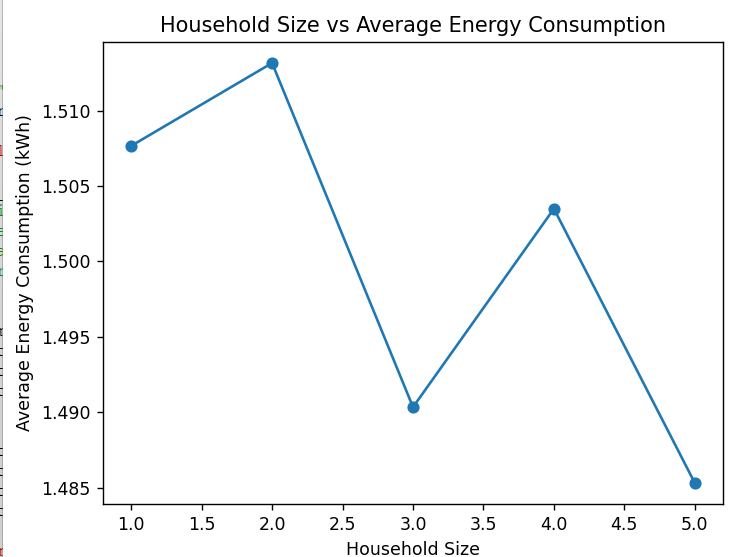 Household Size vs Average Energy Consumption
Average Energy Consumption (kWh)
1.510
1.505
1.500
1.495
1.490
1.485
1.0 1.5 2.0 2.5 3.0 3.5 4.0 4.5 5.0
Household Size